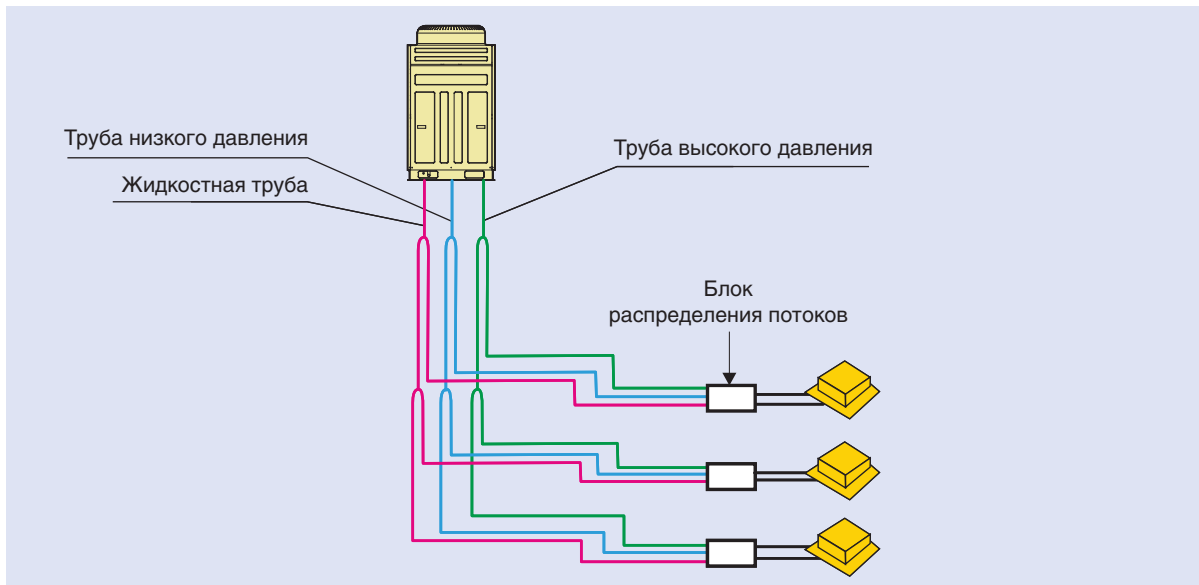 Труба низкого давления
Труба высокого давления
Жидкостная труба
Блок
распределения потоков